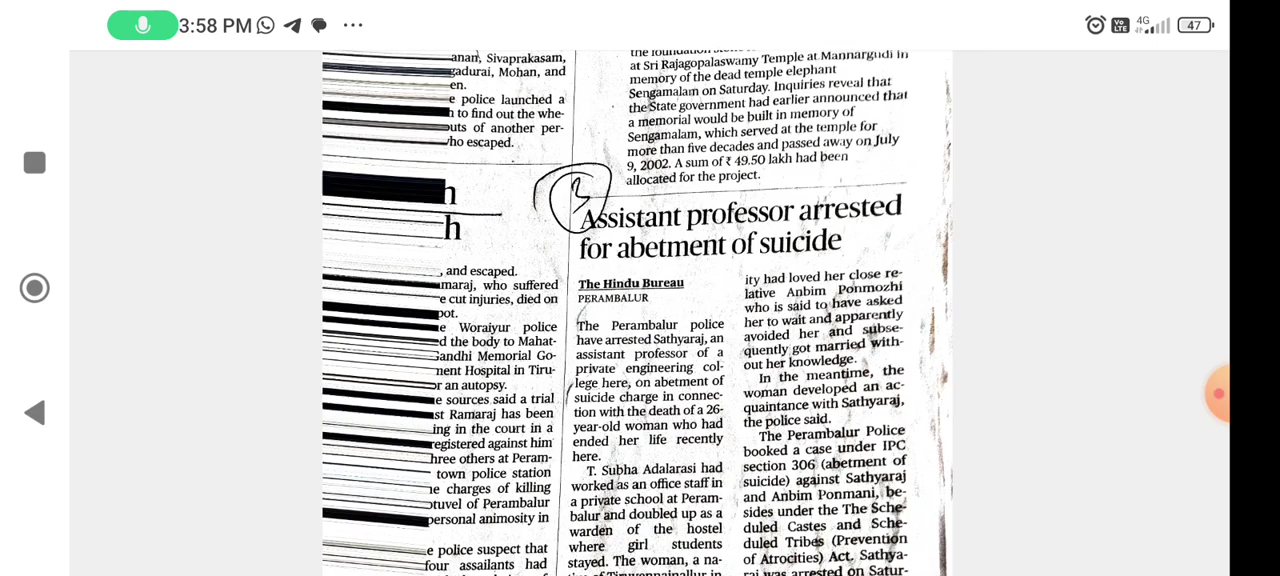 3:58 PM
4G
Vo
LTE
47
anan, Sivaprakasam,
gadurai, Mohan, and
en.
e police launched a
to find out the whe-
uts of another per-
ho escaped.
h
, and escaped.
maraj, who suffered
e cut injuries, died on
pot.
e Woraiyur police
d the body to Mahat-
Gandhi Memorial Go-
nent Hospital in Tiru-
or an autopsy.
e sources said a trial
st Ramaraj has been
ing in the court in a
registered against him
hree others at Peram-
town police station
e charges of killing
otuvel of Perambalur
personal animosity in
e police suspect that
four assailants had
at Sri Rajagopalaswamy Temple at Mannargudi in
memory of the dead temple elephant
Sengamalam on Saturday. Inquiries reveal that
the State government had earlier announced that
a memorial would be built in memory of
Sengamalam, which served at the temple for
more than five decades and passed away on July
9, 2002. A sum of ₹ 49.50 lakh had been
allocated for the project.
3
Assistant professor arrested
for abetment of suicide
The Hindu Bureau
PERAMBALUR
The Perambalur police
have arrested Sathyaraj, an
assistant professor of a
private engineering col-
lege here, on abetment of
suicide charge in connec-
tion with the death of a 26-
year-old woman who had
ended her life recently
here.
T. Subha Adalarasi had
worked as an office staff in
a private school at Peram-
balur and doubled up as a
warden of the hostel
where girl students
stayed. The woman, a na-
ity had loved her close re-
lative Anbim Ponmozhi
who is said to have asked
her to wait and apparently
avoided her and subse-
quently got married with-
out her knowledge.
In the meantime, the
woman developed an ac-
quaintance with Sathyaraj,
the police said.
The Perambalur Police
booked a case under IPC
section 306 (abetment of
suicide) against Sathyaraj
and Anbim Ponmani, be-
sides under the The Sche-
duled Castes and Sche-
duled Tribes (Prevention
of Atrocities) Act. Sathya-
raj was arrested on Satur-